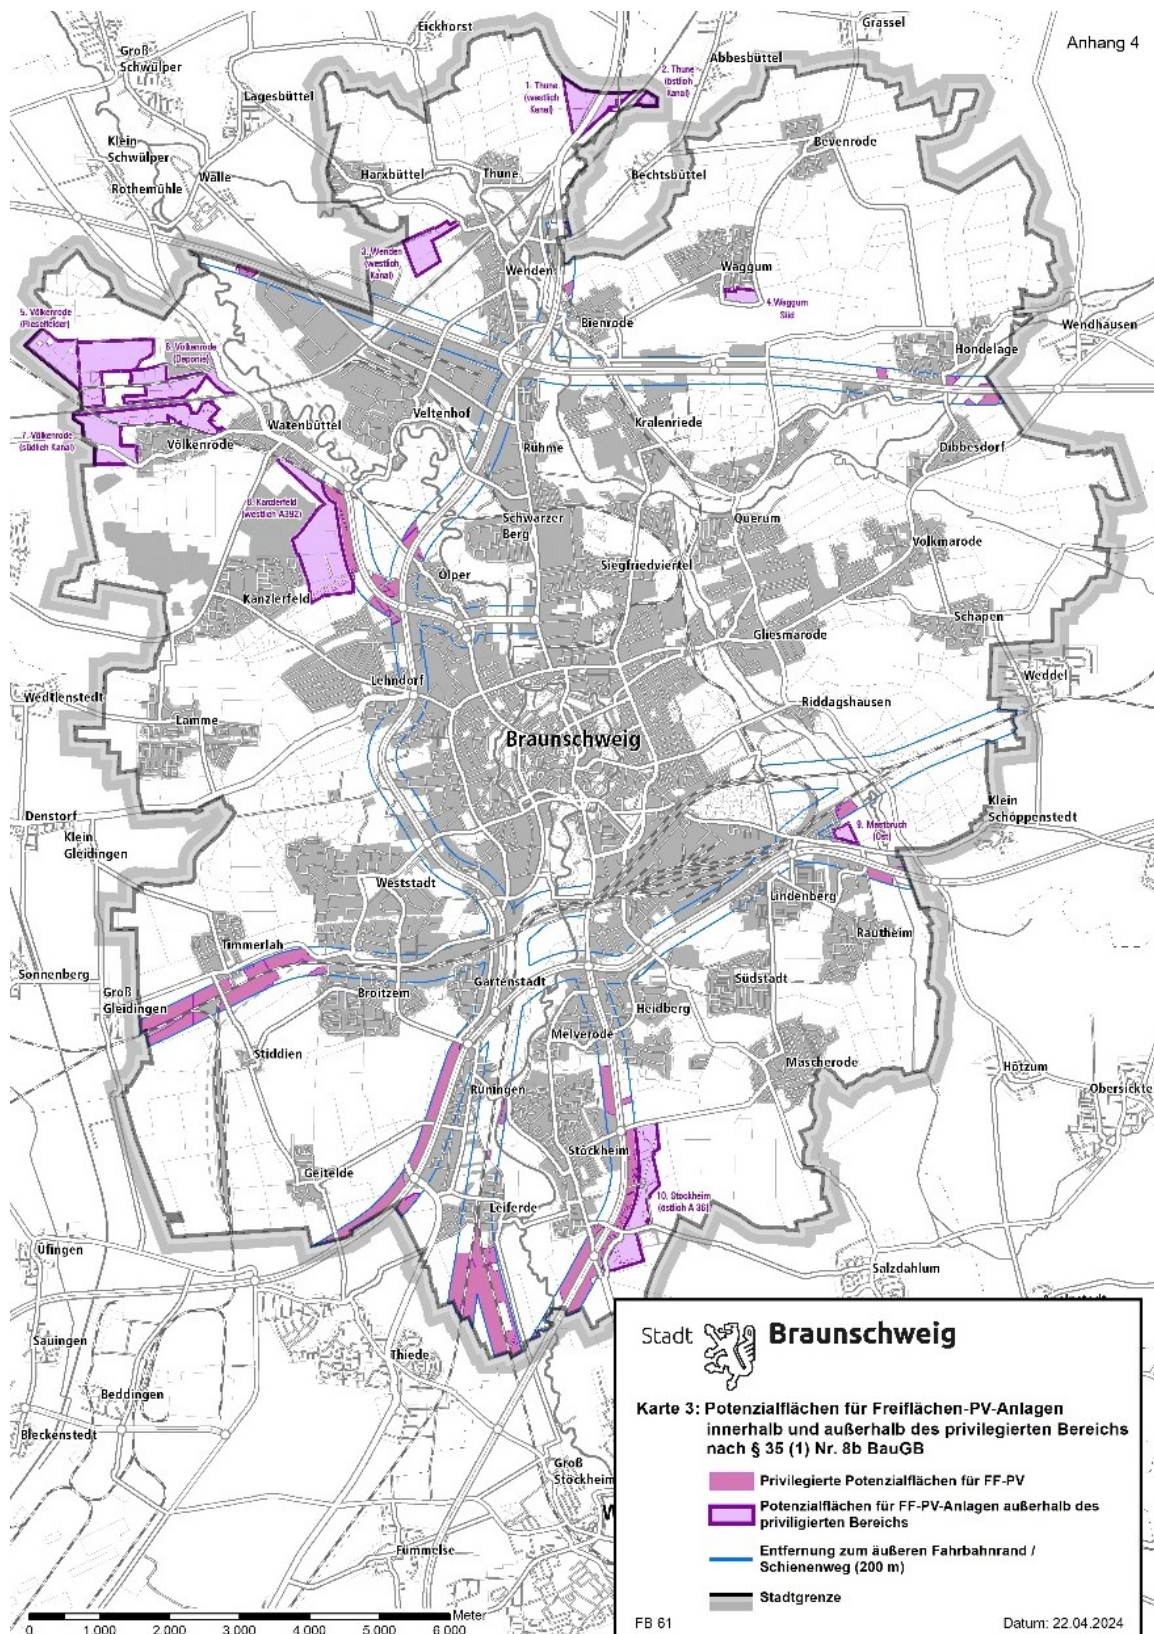 Anhang 4
Eickhorst
Grassel
Groß
Schwülper
Abbesbüttel
2. Thune
(östlich
Kanal)
1. Thune
(westlich
Kanal)
Lagesbüttel
Klein
Schwülper
Bevenrode
Rothemühle
Walle
Harxbüttel
Thune
Bechtsbüttel
3. Wenden
(westlich
Kanal)
Wenden
Waggum
4. Waggum
Süd
5. Völkenrode
(Rieselfelder)
Bienrode
Wendhausen
6. Völkenrode
(Deponie)
Hondelage
Veltenhof
Kralenriede
Watenbüttel
7. Völkenrode
(südlich Kanal)
Völkenrode
Rühme
Dibbesdorf
8. Kanzlerfeld
(westlich A392)
Schwarzer
Berg
Querum
Volkmarode
Siegfriedviertel
Ölper
Kanzlerfeld
Schapen
Gliesmarode
Weddel
Lehndorf
Wedtlenstedt
Riddagshausen
Lamme
Braunschweig
Denstorf
Klein
Gleidingen
Klein
Schöppenstedt
9. Mastbruch
(Ost)
Weststadt
Lindenberg
Rautheim
Timmerlah
Sonnenberg
Südstadt
Gartenstadt
Groß
Gleidingen
Broitzem
Heidberg
Melverode
Stiddien
Mascherode
Hötzum
Rüningen
Obersickte
Stöckheim
Geitelde
10. Stöckheim
(östlich A 36)
Leiferde
Üfingen
Salzdahlum
Sauingen
Thiede
Beddingen
Bleckenstedt
Groß
Stöckheim
Fümmelse
Stadt Braunschweig
Karte 3: Potenzialflächen für Freiflächen-PV-Anlagen
innerhalb und außerhalb des privilegierten Bereichs
nach § 35 (1) Nr. 8b BauGB
Privilegierte Potenzialflächen für FF-PV
Potenzialflächen für FF-PV-Anlagen außerhalb des
priviligierten Bereichs
Entfernung zum äußeren Fahrbahnrand /
Schienenweg (200 m)
Stadtgrenze
FB 61
Datum: 22.04.2024
Meter
0 1.000 2.000 3.000 4.000 5.000 6.000